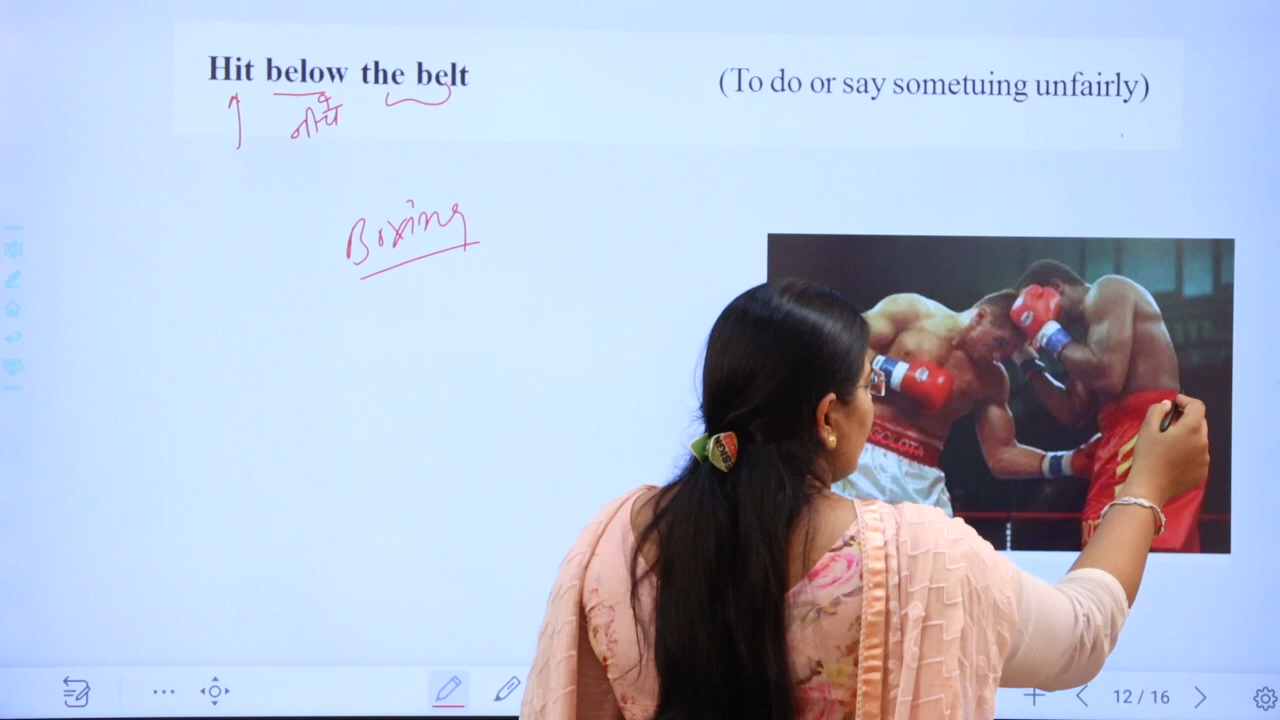 Hit below the belt
(To do or say sometuing unfairly)
नीचे
Boxing
GOLOTA
12 / 16